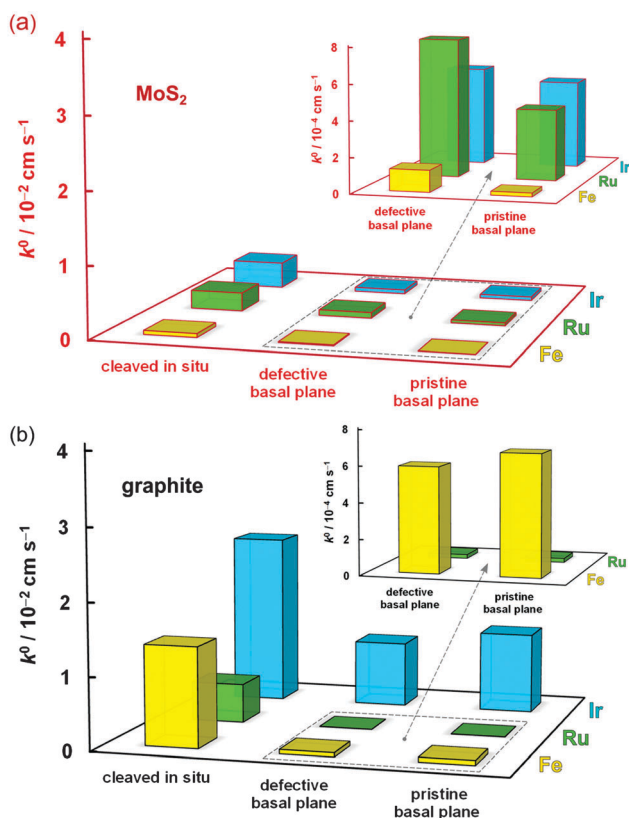 (a)
MoS₂
k⁰ / 10⁻² cm s⁻¹
4
3
2
1
0
cleaved in situ
defective
basal plane
pristine
basal plane
Ir
Ru
Fe
k⁰ / 10⁻⁴ cm s⁻¹
8
6
4
2
0
defective
basal plane
pristine
basal plane
Ir
Ru
Fe
(b)
graphite
k⁰ / 10⁻² cm s⁻¹
4
3
2
1
0
cleaved in situ
defective
basal plane
pristine
basal plane
Ir
Ru
Fe
k⁰ / 10⁻⁴ cm s⁻¹
8
6
4
2
0
defective
basal plane
pristine
basal plane
Ru
Fe